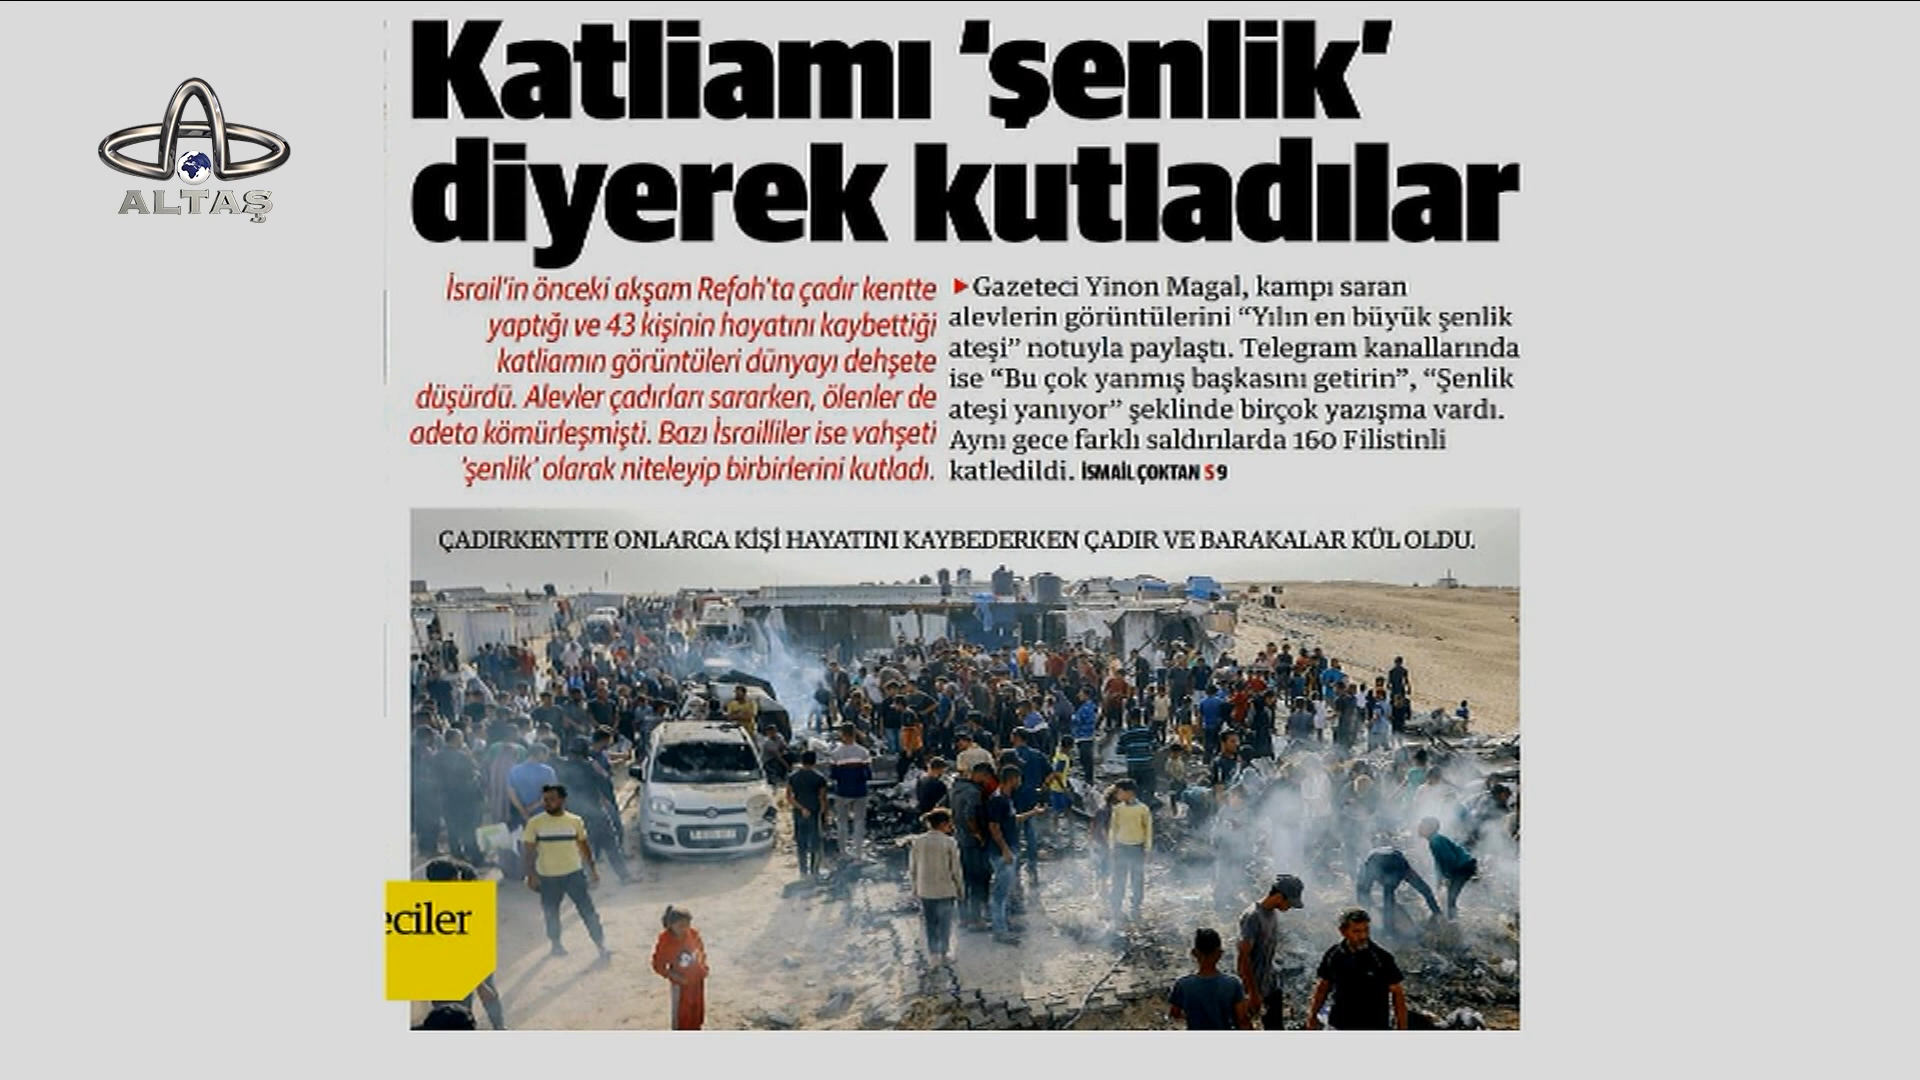 ALTAŞ
Katliamı ‘şenlik’
diyerek kutladılar
İsrail'in önceki akşam Refah'ta çadır kentte
yaptığı ve 43 kişinin hayatını kaybettiği
katliamın görüntüleri dünyayı dehşete
düşürdü. Alevler çadırları sararken, ölenler de
adeta kömürleşmişti. Bazı İsrailliler ise vahşeti
'şenlik' olarak niteleyip birbirlerini kutladı.
▶Gazeteci Yinon Magal, kampı saran
alevlerin görüntülerini “Yılın en büyük şenlik
ateşi” notuyla paylaştı. Telegram kanallarında
ise “Bu çok yanmış başkasını getirin”, “Şenlik
ateşi yanıyor” şeklinde birçok yazışma vardı.
Aynı gece farklı saldırılarda 160 Filistinli
katledildi. İSMAİL ÇOKTAN S 9
ÇADIRKENTTE ONLARCA KİŞİ HAYATINI KAYBEDERKEN ÇADIR VE BARAKALAR KÜL OLDU.
eciler